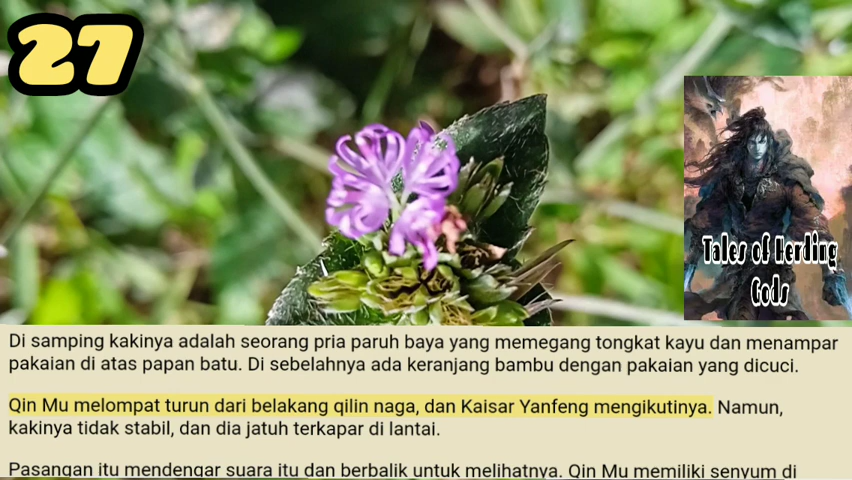 27
Tales of Herding
Gods
Di samping kakinya adalah seorang pria paruh baya yang memegang tongkat kayu dan menampar
pakaian di atas papan batu. Di sebelahnya ada keranjang bambu dengan pakaian yang dicuci.
Qin Mu melompat turun dari belakang qilin naga, dan Kaisar Yanfeng mengikutinya. Namun,
kakinya tidak stabil, dan dia jatuh terkapar di lantai.
Pasangan itu mendengar suara itu dan berbalik untuk melihatnya. Qin Mu memiliki senyum di